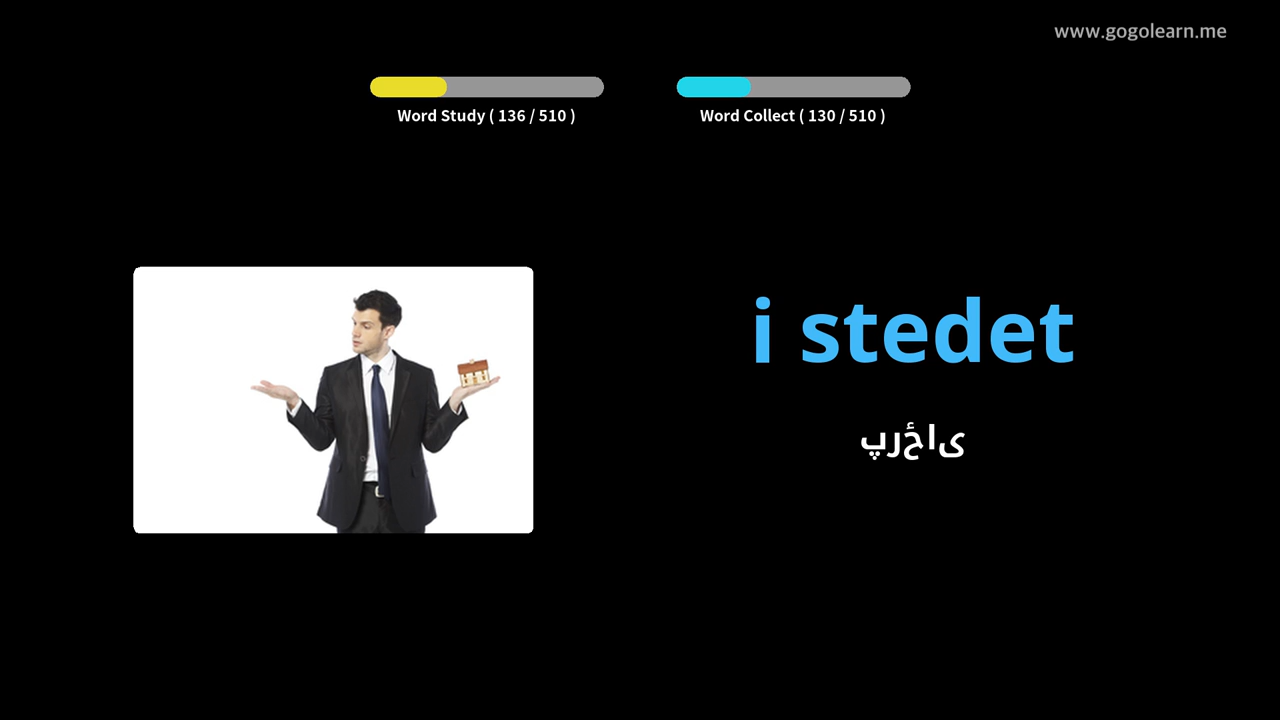 www.gogolearn.me
Word Study ( 136 / 510 )
Word Collect ( 130 / 510 )
i stedet
پرځای